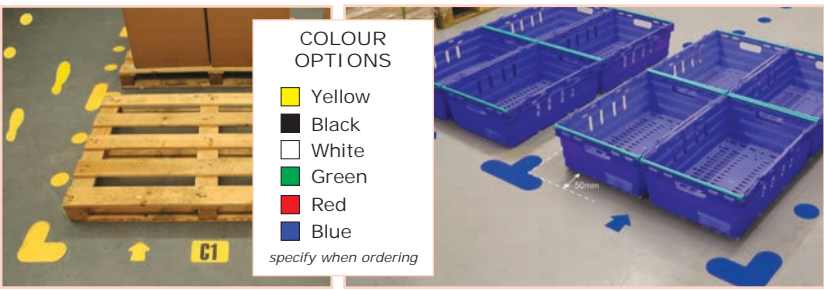 COLOUR
OPTIONS
Yellow
Black
White
Green
Red
Blue
specify when ordering
C1
50mm